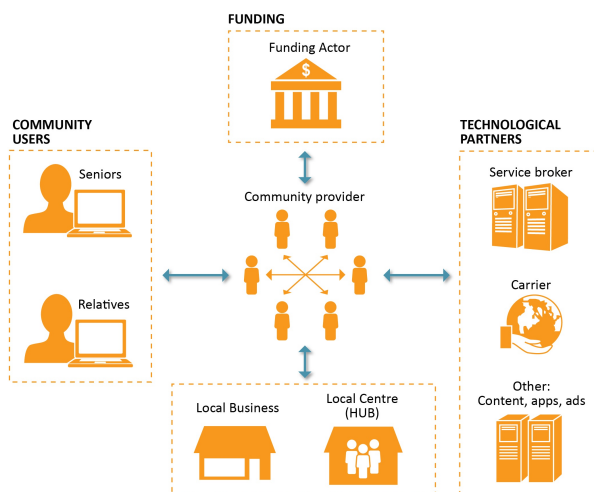 FUNDING
Funding Actor
$
COMMUNITY
USERS
Seniors
Relatives
Community provider
TECHNOLOGICAL
PARTNERS
Service broker
Carrier
Other:
Content, apps, ads
Local Business
Local Centre
(HUB)